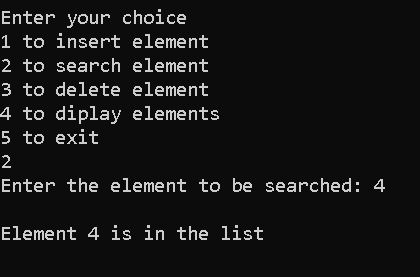 Enter your choice
1 to insert element
2 to search element
3 to delete element
4 to diplay elements
5 to exit
2
Enter the element to be searched: 4
Element 4 is in the list